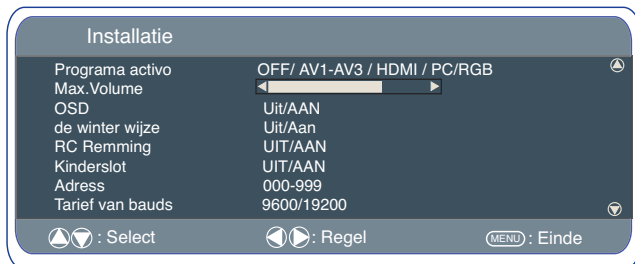 Installatie
Programa activo OFF/ AV1-AV3 / HDMI / PC/RGB
Max.Volume
OSD Uit/AAN
de winter wijze Uit/Aan
RC Remming UIT/AAN
Kinderslot UIT/AAN
Adress 000-999
Tarief van bauds 9600/19200
: Select : Regel MENU : Einde